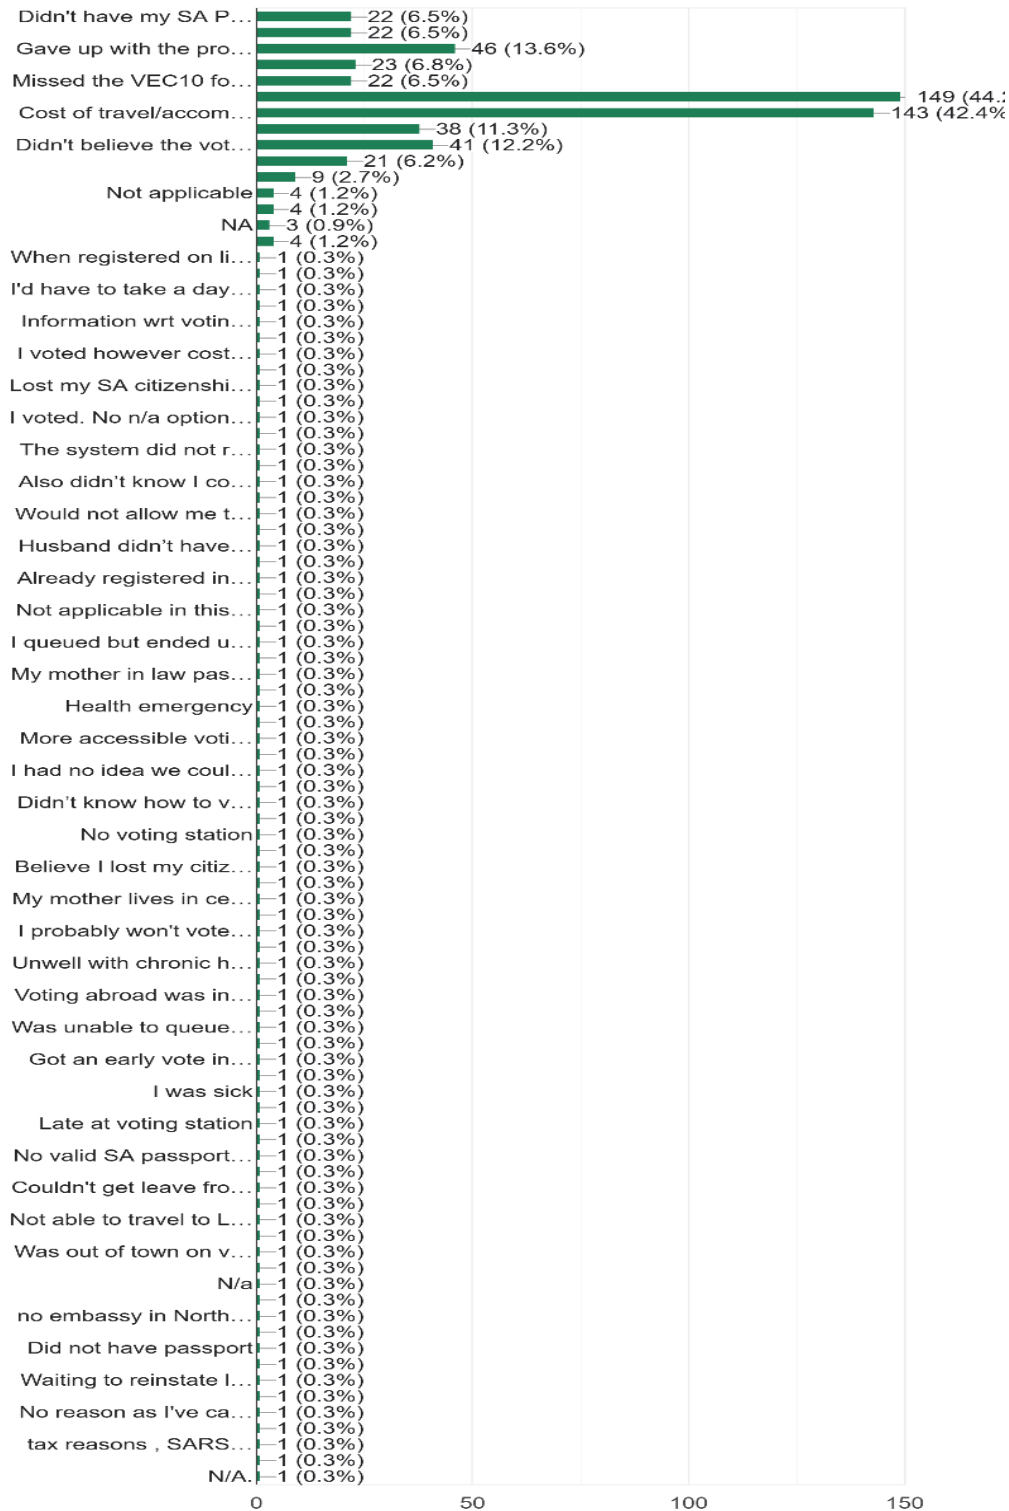 Didn't have my SA P… 22 (6.5%)
22 (6.5%)
Gave up with the pro… 46 (13.6%)
23 (6.8%)
Missed the VEC10 fo… 22 (6.5%)
149 (44.2
Cost of travel/accom… 143 (42.4%
38 (11.3%)
Didn't believe the vot… 41 (12.2%)
21 (6.2%)
9 (2.7%)
Not applicable 4 (1.2%)
4 (1.2%)
NA 3 (0.9%)
4 (1.2%)
When registered on li… 1 (0.3%)
1 (0.3%)
I'd have to take a day… 1 (0.3%)
1 (0.3%)
Information wrt votin… 1 (0.3%)
1 (0.3%)
I voted however cost… 1 (0.3%)
1 (0.3%)
Lost my SA citizenshi… 1 (0.3%)
1 (0.3%)
I voted. No n/a option… 1 (0.3%)
1 (0.3%)
The system did not r… 1 (0.3%)
1 (0.3%)
Also didn't know I co… 1 (0.3%)
1 (0.3%)
Would not allow me t… 1 (0.3%)
1 (0.3%)
Husband didn't have… 1 (0.3%)
1 (0.3%)
Already registered in… 1 (0.3%)
1 (0.3%)
Not applicable in this… 1 (0.3%)
1 (0.3%)
I queued but ended u… 1 (0.3%)
1 (0.3%)
My mother in law pas… 1 (0.3%)
1 (0.3%)
Health emergency 1 (0.3%)
1 (0.3%)
More accessible voti… 1 (0.3%)
1 (0.3%)
I had no idea we coul… 1 (0.3%)
1 (0.3%)
Didn't know how to v… 1 (0.3%)
1 (0.3%)
No voting station 1 (0.3%)
1 (0.3%)
Believe I lost my citiz… 1 (0.3%)
1 (0.3%)
My mother lives in ce… 1 (0.3%)
1 (0.3%)
I probably won't vote… 1 (0.3%)
1 (0.3%)
Unwell with chronic h… 1 (0.3%)
1 (0.3%)
Voting abroad was in… 1 (0.3%)
1 (0.3%)
Was unable to queue… 1 (0.3%)
1 (0.3%)
Got an early vote in… 1 (0.3%)
1 (0.3%)
I was sick 1 (0.3%)
1 (0.3%)
Late at voting station 1 (0.3%)
1 (0.3%)
No valid SA passport… 1 (0.3%)
1 (0.3%)
Couldn't get leave fro… 1 (0.3%)
1 (0.3%)
Not able to travel to L… 1 (0.3%)
1 (0.3%)
Was out of town on v… 1 (0.3%)
1 (0.3%)
N/a 1 (0.3%)
1 (0.3%)
no embassy in North… 1 (0.3%)
1 (0.3%)
Did not have passport 1 (0.3%)
1 (0.3%)
Waiting to reinstate I… 1 (0.3%)
1 (0.3%)
No reason as I've ca… 1 (0.3%)
1 (0.3%)
tax reasons , SARS… 1 (0.3%)
1 (0.3%)
N/A. 1 (0.3%)
0 50 100 150